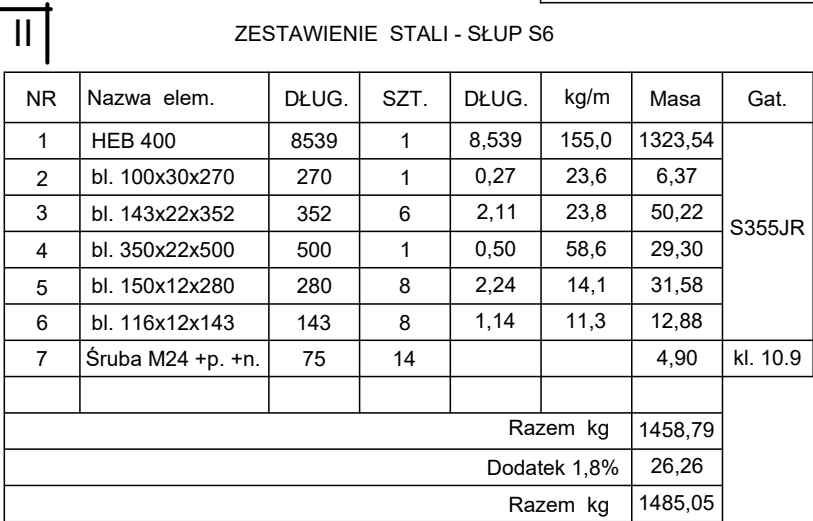 II
ZESTAWIENIE STALI - SŁUP S6
NR Nazwa elem. DŁUG. SZT. DŁUG. kg/m Masa Gat.
1 HEB 400 8539 1 8,539 155,0 1323,54
2 bl. 100x30x270 270 1 0,27 23,6 6,37
3 bl. 143x22x352 352 6 2,11 23,8 50,22
S355JR
4 bl. 350x22x500 500 1 0,50 58,6 29,30
5 bl. 150x12x280 280 8 2,24 14,1 31,58
6 bl. 116x12x143 143 8 1,14 11,3 12,88
7 Śruba M24 +p. +n. 75 14 4,90 kl. 10.9
Razem kg 1458,79
Dodatek 1,8% 26,26
Razem kg 1485,05